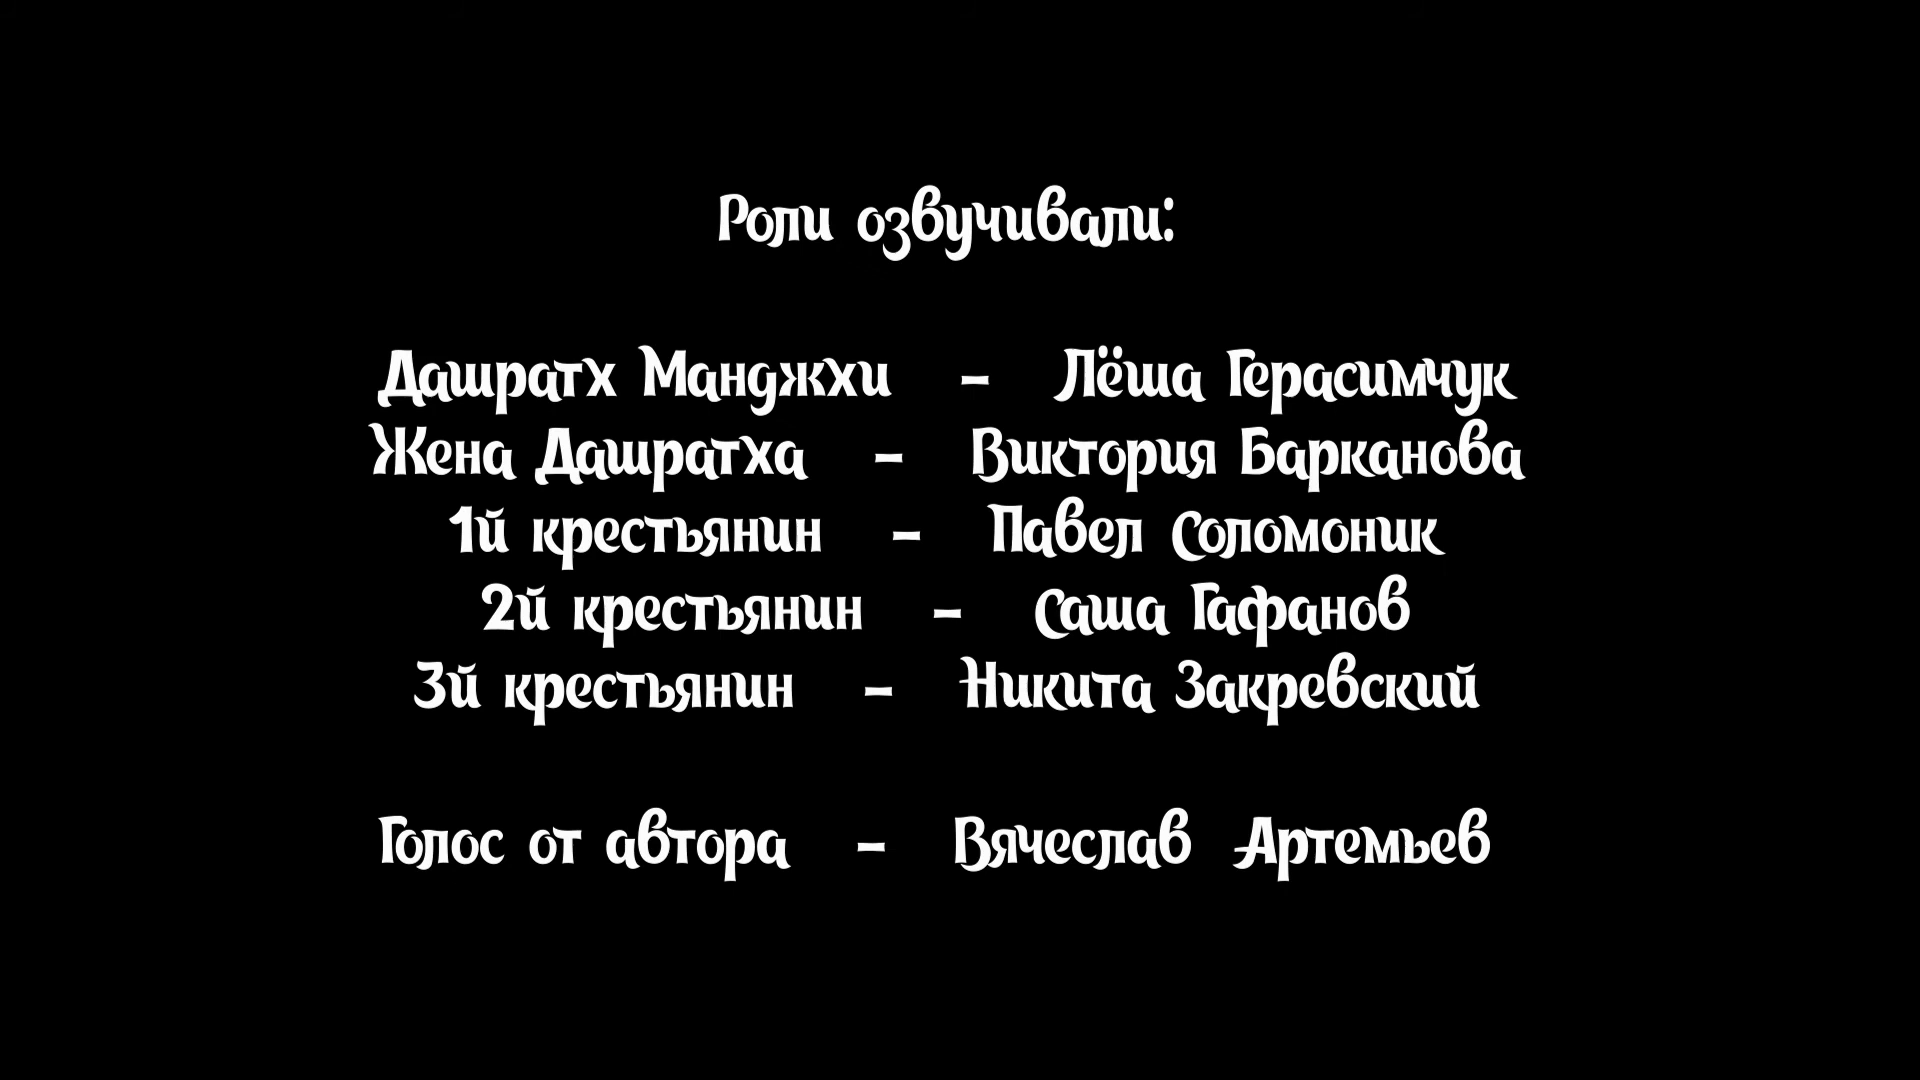 Роли озвучивали:
Дашратх Манджхи - Лёша Герасимчук
Жена Дашратха - Виктория Барканова
1й крестьянин - Павел Соломоник
2й крестьянин - Саша Гафанов
3й крестьянин - Никита Закревский
Голос от автора - Вячеслав Артемьев